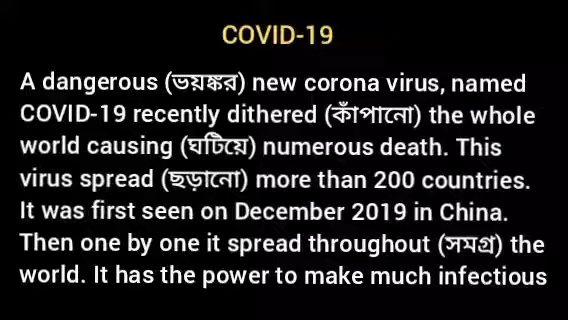 COVID-19
A dangerous (ভয়ঙ্কর) new corona virus, named
COVID-19 recently dithered (কাঁপানো) the whole
world causing (ঘটিয়ে) numerous death. This
virus spread (ছড়ানো) more than 200 countries.
It was first seen on December 2019 in China.
Then one by one it spread throughout (সমগ্র) the
world. It has the power to make much infectious